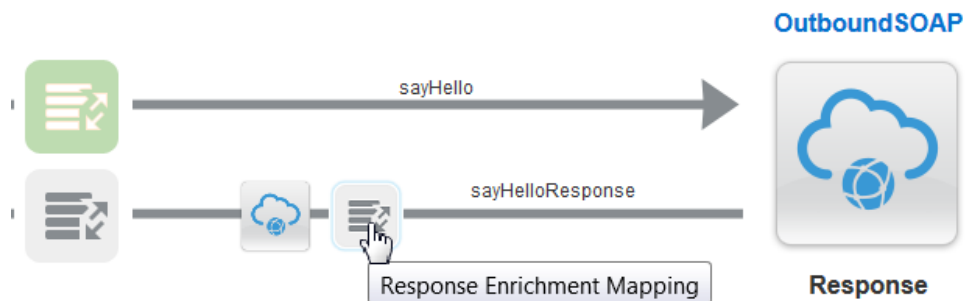 OutboundSOAP
sayHello
sayHelloResponse
Response Enrichment Mapping
Response